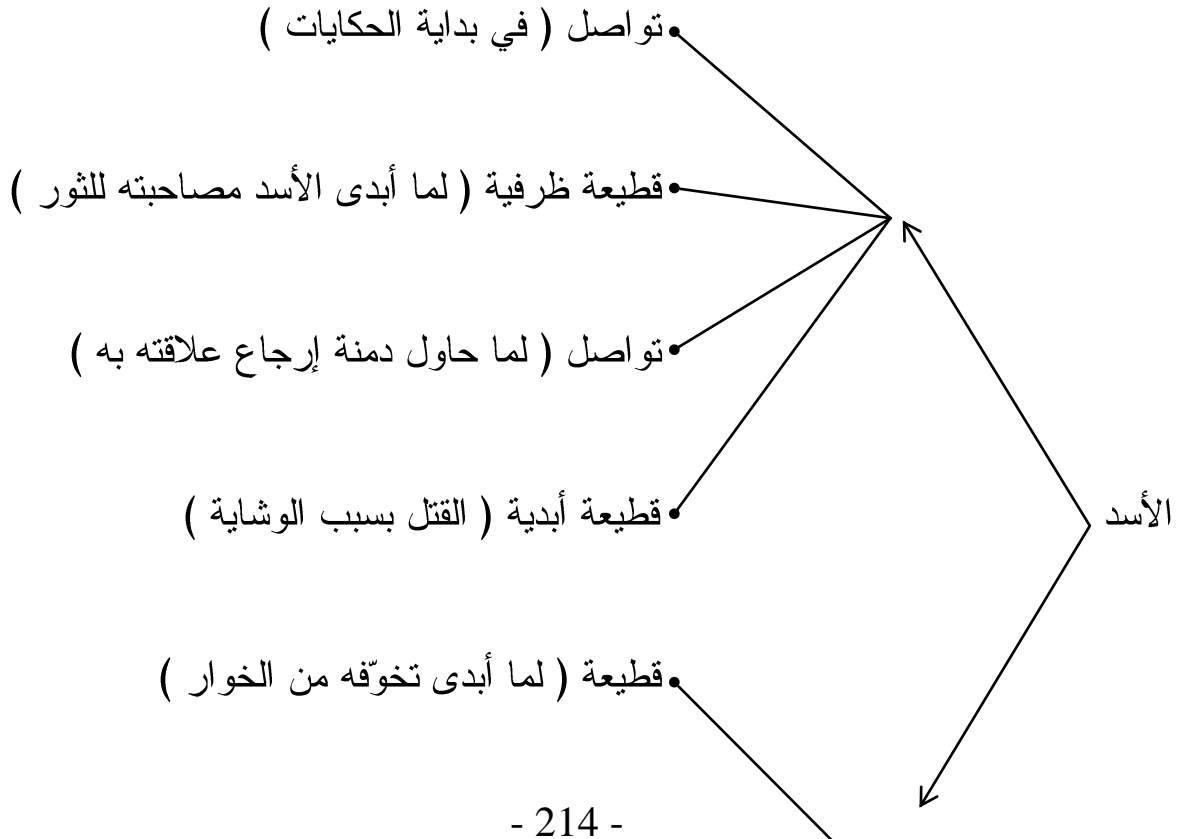 تواصل ( في بداية الحكايات )
قطيعة ظرفية ( لما أبدى الأسد مصاحبته للثور )
تواصل ( لما حاول دمنة إرجاع علاقته به )
قطيعة أبدية ( القتل بسبب الوشاية )
الأسد
قطيعة ( لما أبدى تخوّفه من الخوار )
- 214 -